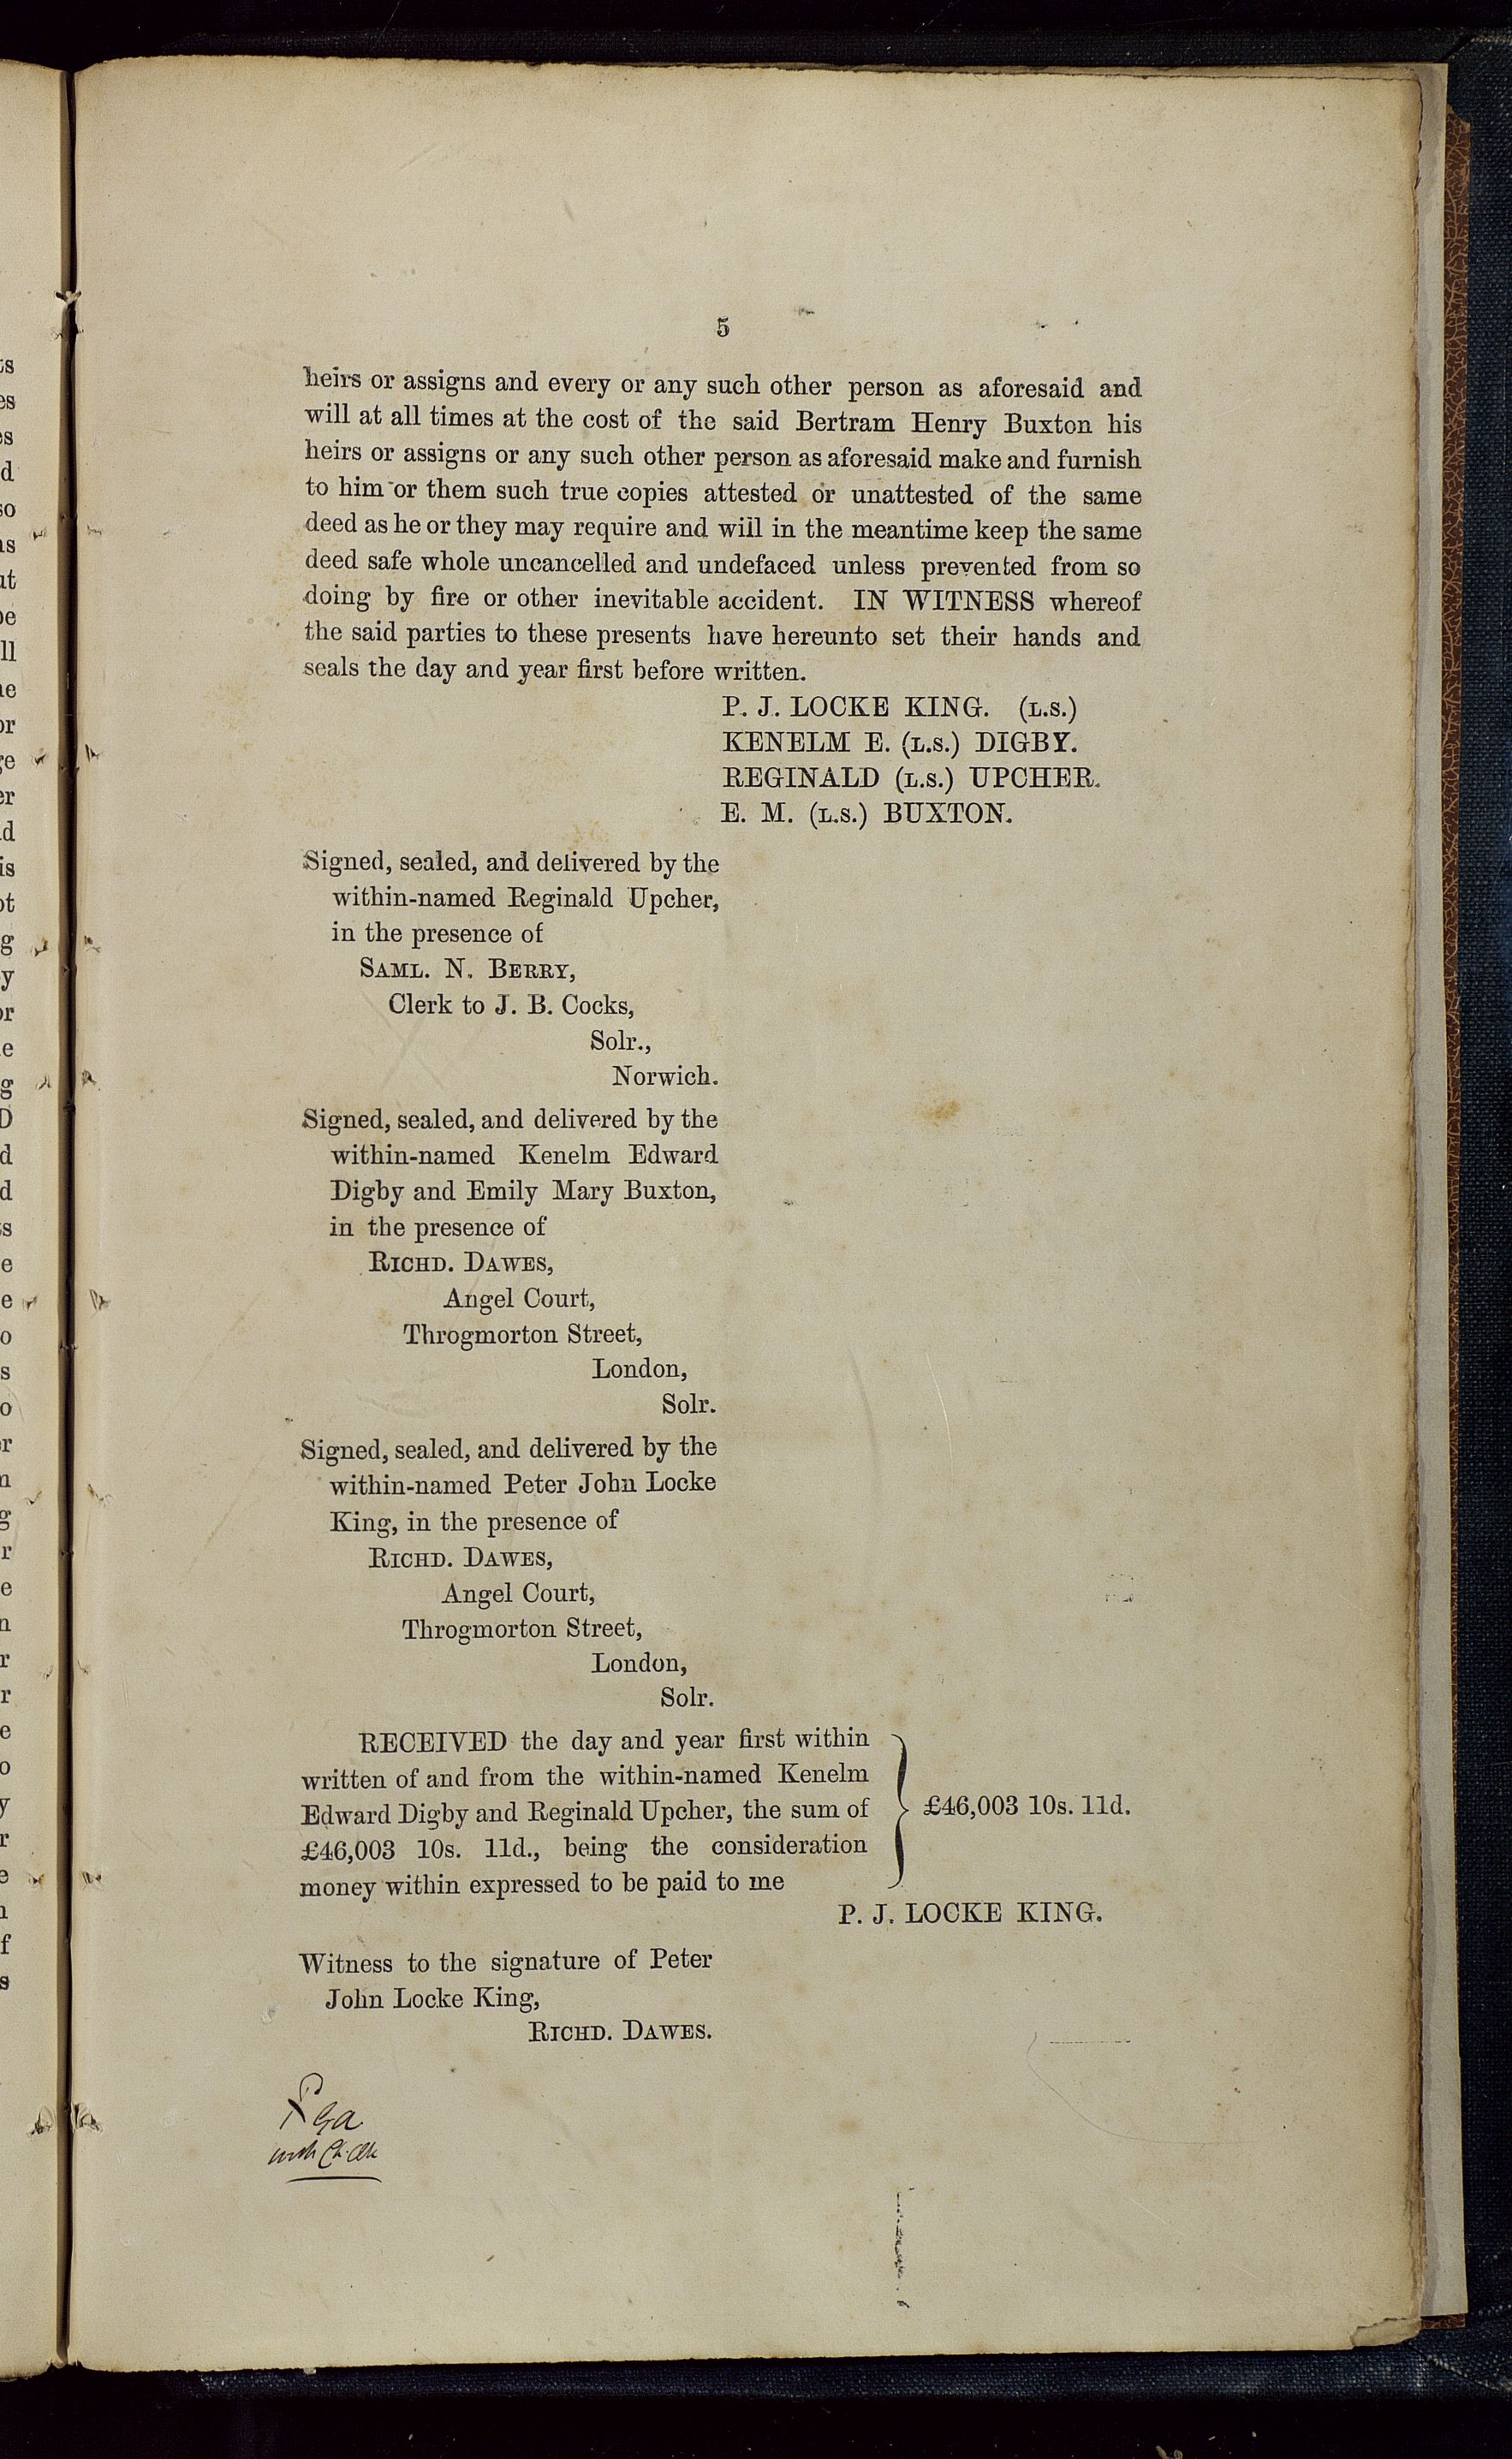 5
heirs or assigns and every or any such other person as aforesaid and
will at all times at the cost of the said Bertram Henry Buxton his
heirs or assigns or any such other person as aforesaid make and furnish
to him or them such true copies attested or unattested of the same
deed as he or they may require and will in the meantime keep the same
deed safe whole uncancelled and undefaced unless prevented from so
doing by fire or other inevitable accident. IN WITNESS whereof
the said parties to these presents have hereunto set their hands and
seals the day and year first before written.
P. J. LOCKE KING. (L.S.)
KENELM E. (L.S.) DIGBY.
REGINALD (L.S.) UPCHER.
E. M. (L.S.) BUXTON.
Signed, sealed, and delivered by the
within-named Reginald Upcher,
in the presence of
SAML. N. BERRY,
Clerk to J. B. Cocks,
Solr.,
Norwich.
Signed, sealed, and delivered by the
within-named Kenelm Edward
Digby and Emily Mary Buxton,
in the presence of
RICHD. DAWES,
Angel Court,
Throgmorton Street,
London,
Solr.
Signed, sealed, and delivered by the
within-named Peter John Locke
King, in the presence of
RICHD. DAWES,
Angel Court,
Throgmorton Street,
London,
Solr.
RECEIVED the day and year first within
written of and from the within-named Kenelm
Edward Digby and Reginald Upcher, the sum of
£46,003 10s. 11d., being the consideration
money within expressed to be paid to me
£46,003 10s. 11d.
P. J. LOCKE KING.
Witness to the signature of Peter
John Locke King,
RICHD. DAWES.